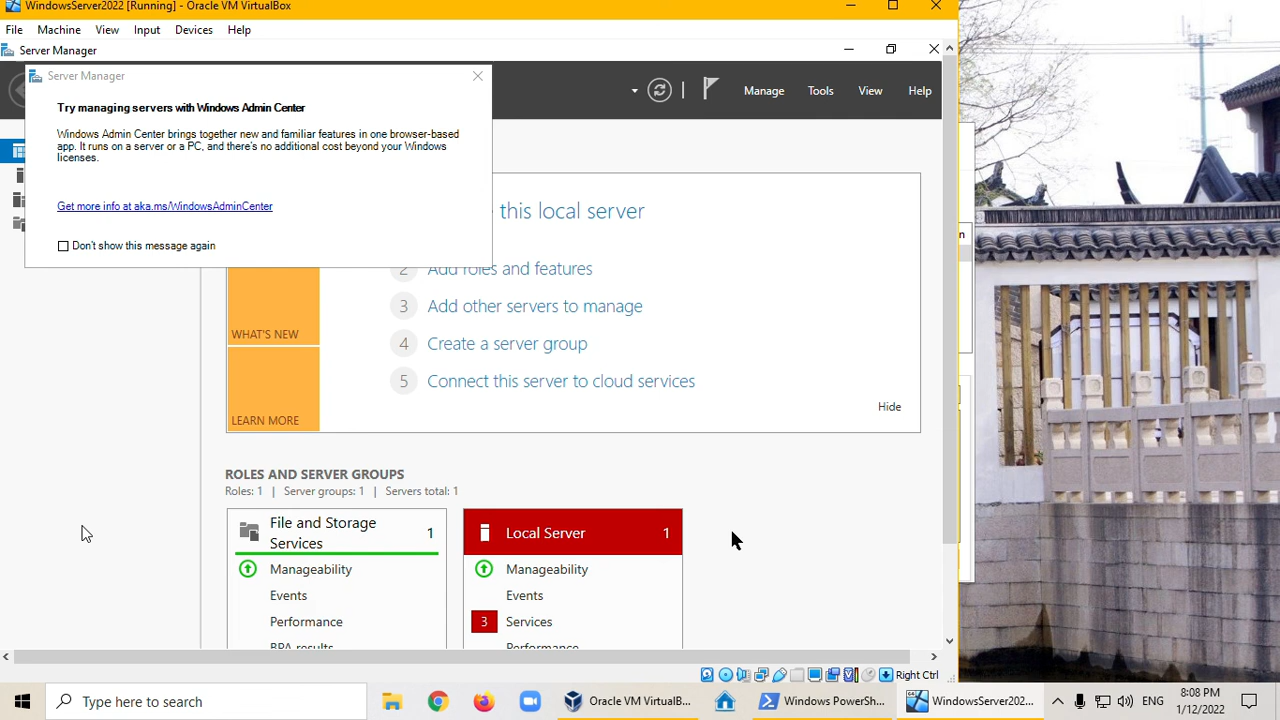 WindowsServer2022 [Running] - Oracle VM VirtualBox
File Machine View Input Devices Help
Server Manager
Manage Tools View Help
Server Manager
Try managing servers with Windows Admin Center
Windows Admin Center brings together new and familiar features in one browser-based
app. It runs on a server or a PC, and there's no additional cost beyond your Windows
licenses.
Get more info at aka.ms/WindowsAdminCenter
Don't show this message again
this local server
2 Add roles and features
3 Add other servers to manage
4 Create a server group
5 Connect this server to cloud services
WHAT'S NEW
LEARN MORE
Hide
ROLES AND SERVER GROUPS
Roles: 1 | Server groups: 1 | Servers total: 1
File and Storage
Services
1
Manageability
Events
Performance
BPA results
Local Server 1
Manageability
Events
3 Services
Performance
Right Ctrl
Type here to search
Oracle VM VirtualB...
Windows PowerSh...
WindowsServer202...
ENG
8:08 PM
1/12/2022